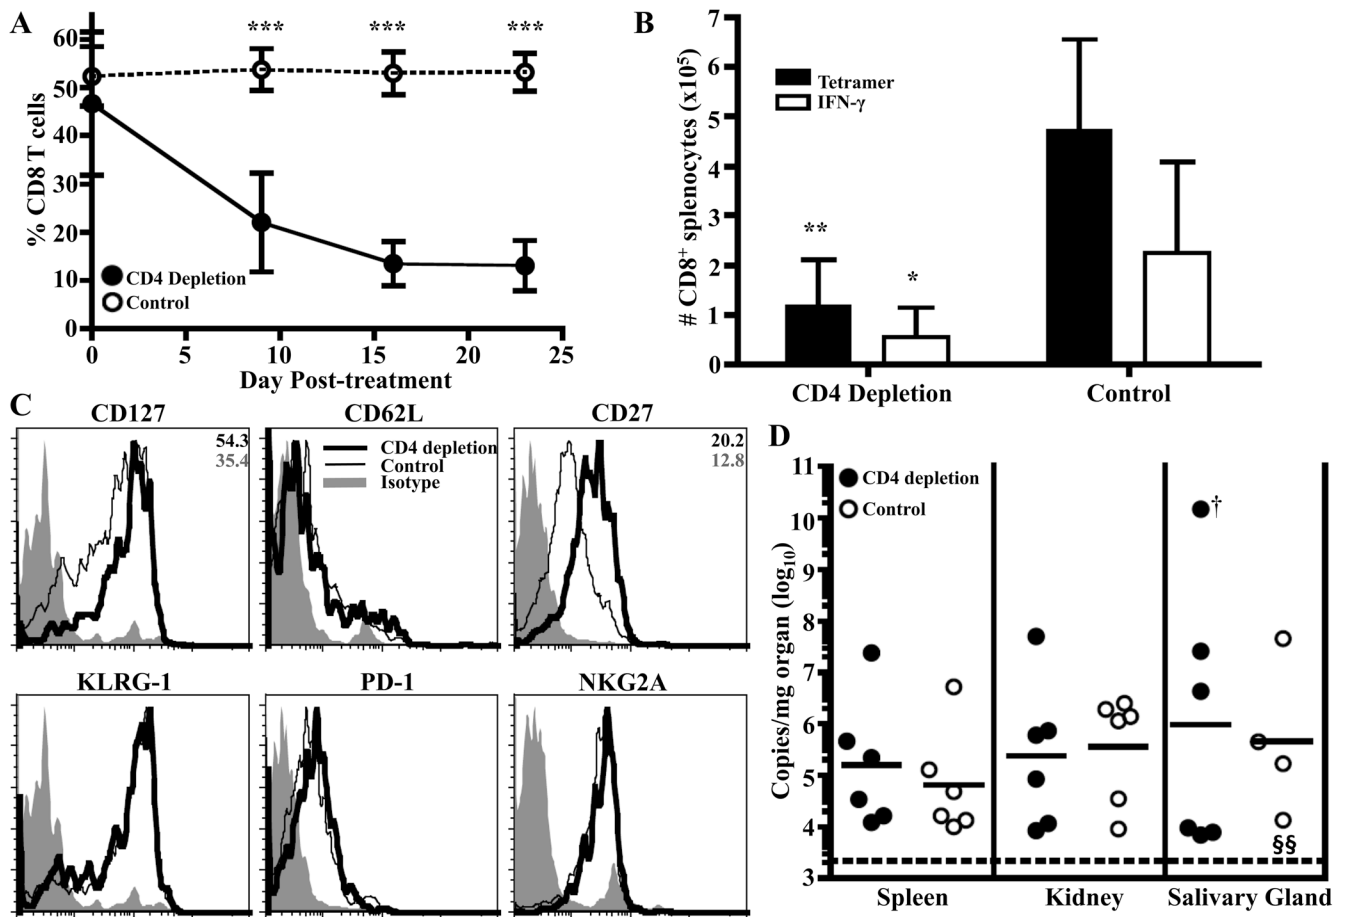 A
60
50
40
30
20
10
0
% CD8 T cells
***
***
***
CD4 Depletion
Control
0
5
10
15
20
25
Day Post-treatment
B
7
6
5
4
3
2
1
0
# CD8⁺ splenocytes (x10⁵)
Tetramer
IFN-γ
**
*
CD4 Depletion
Control
C
CD127
54.3
35.4
CD62L
CD4 depletion
Control
Isotype
CD27
20.2
12.8
KLRG-1
PD-1
NKG2A
D
11
10
9
8
7
6
5
4
3
Copies/mg organ (log₁₀)
CD4 depletion
Control
†
§§
Spleen
Kidney
Salivary Gland